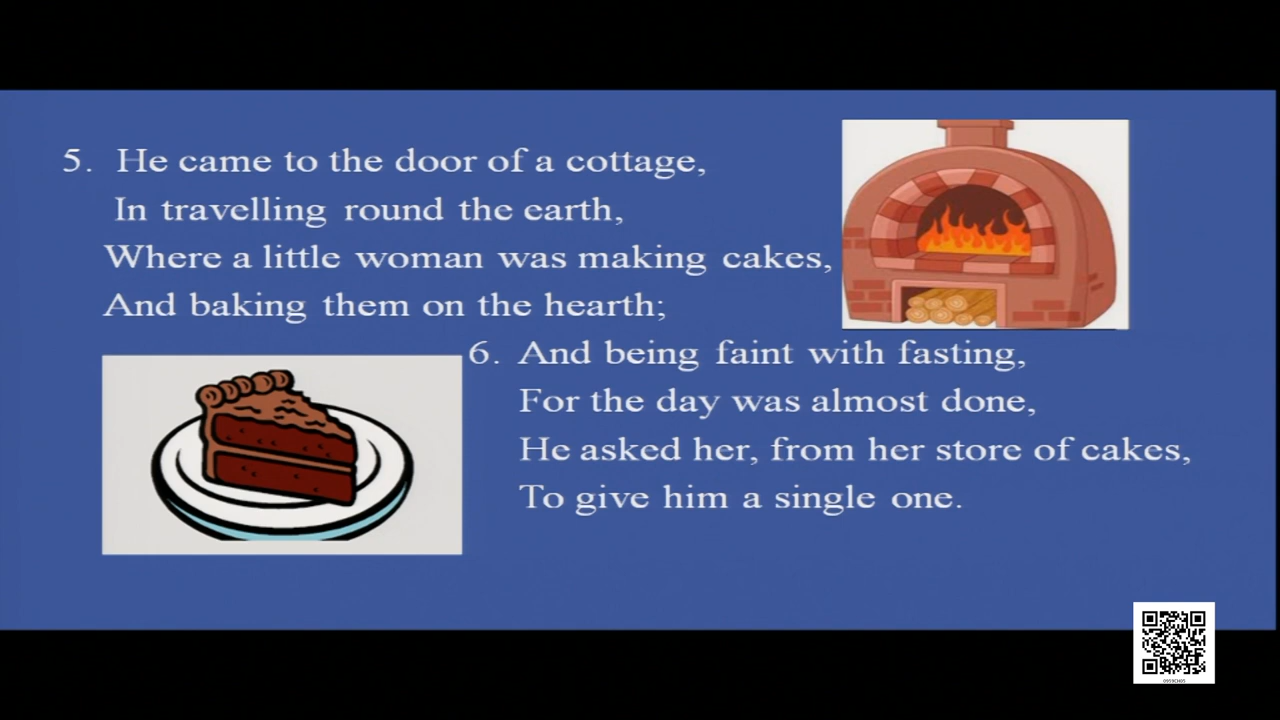 5. He came to the door of a cottage,
In travelling round the earth,
Where a little woman was making cakes,
And baking them on the hearth;
6. And being faint with fasting,
For the day was almost done,
He asked her, from her store of cakes,
To give him a single one.